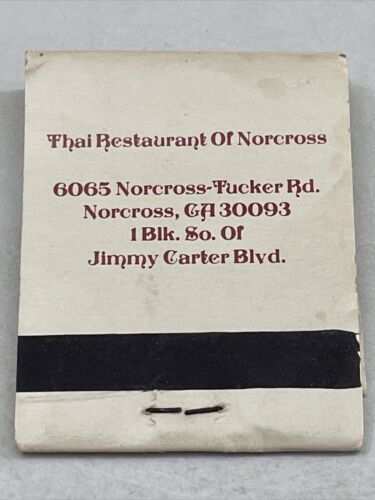 Thai Restaurant Of Norcross
6065 Norcross-Tucker Rd.
Norcross, GA 30093
1 Blk. So. Of
Jimmy Carter Blvd.